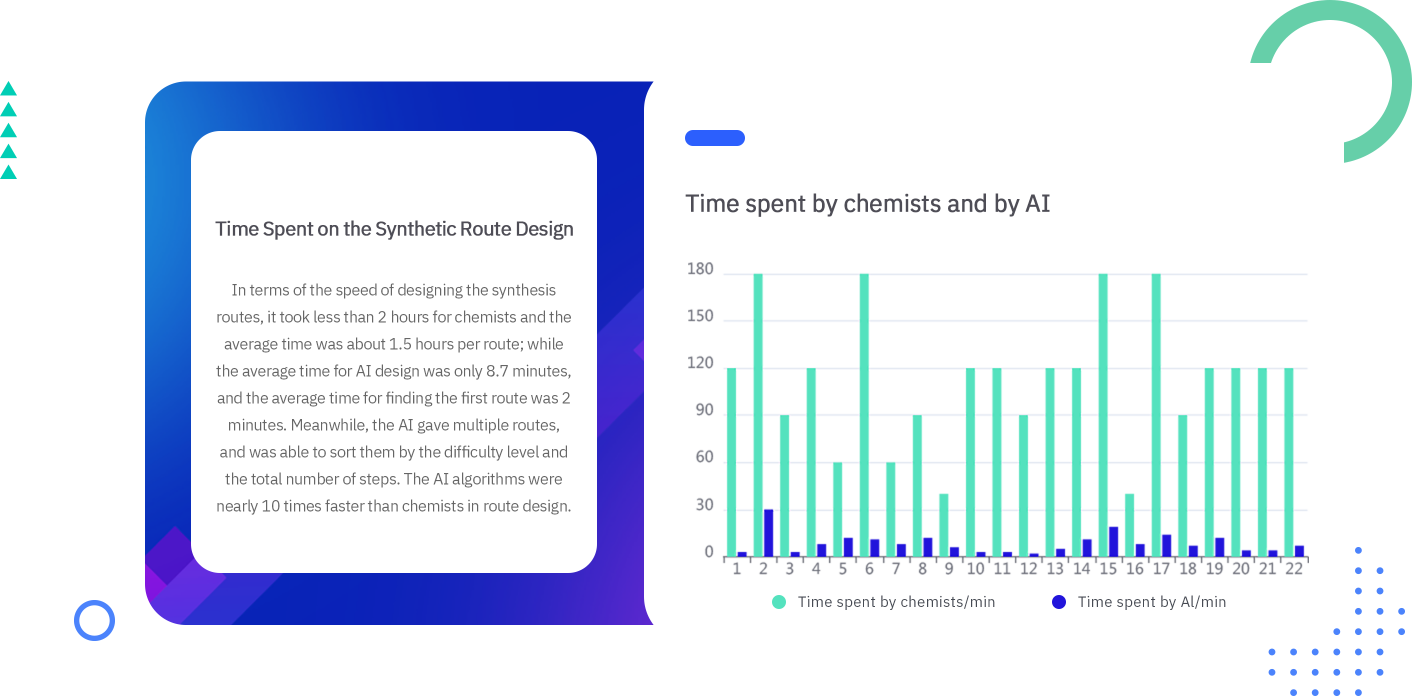 Time Spent on the Synthetic Route Design
In terms of the speed of designing the synthesis
routes, it took less than 2 hours for chemists and the
average time was about 1.5 hours per route; while
the average time for AI design was only 8.7 minutes,
and the average time for finding the first route was 2
minutes. Meanwhile, the AI gave multiple routes,
and was able to sort them by the difficulty level and
the total number of steps. The AI algorithms were
nearly 10 times faster than chemists in route design.
Time spent by chemists and by AI
180
150
120
90
60
30
0
1 2 3 4 5 6 7 8 9 10 11 12 13 14 15 16 17 18 19 20 21 22
Time spent by chemists/min Time spent by Al/min